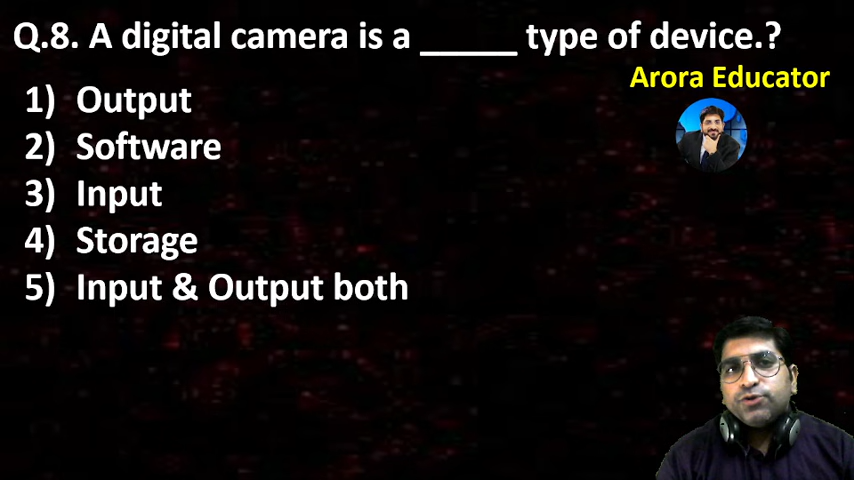 Q.8. A digital camera is a _____ type of device.?
Arora Educator
1) Output
2) Software
3) Input
4) Storage
5) Input & Output both